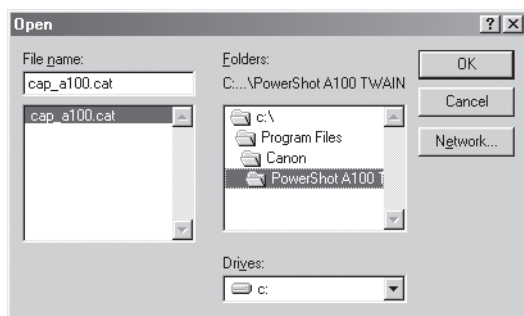 Open
File name:
cap_a100.cat
cap_a100.cat
Folders:
C:...\PowerShot A100 TWAIN
c:\
Program Files
Canon
PowerShot A100 T
Drives:
c:
OK
Cancel
Network...